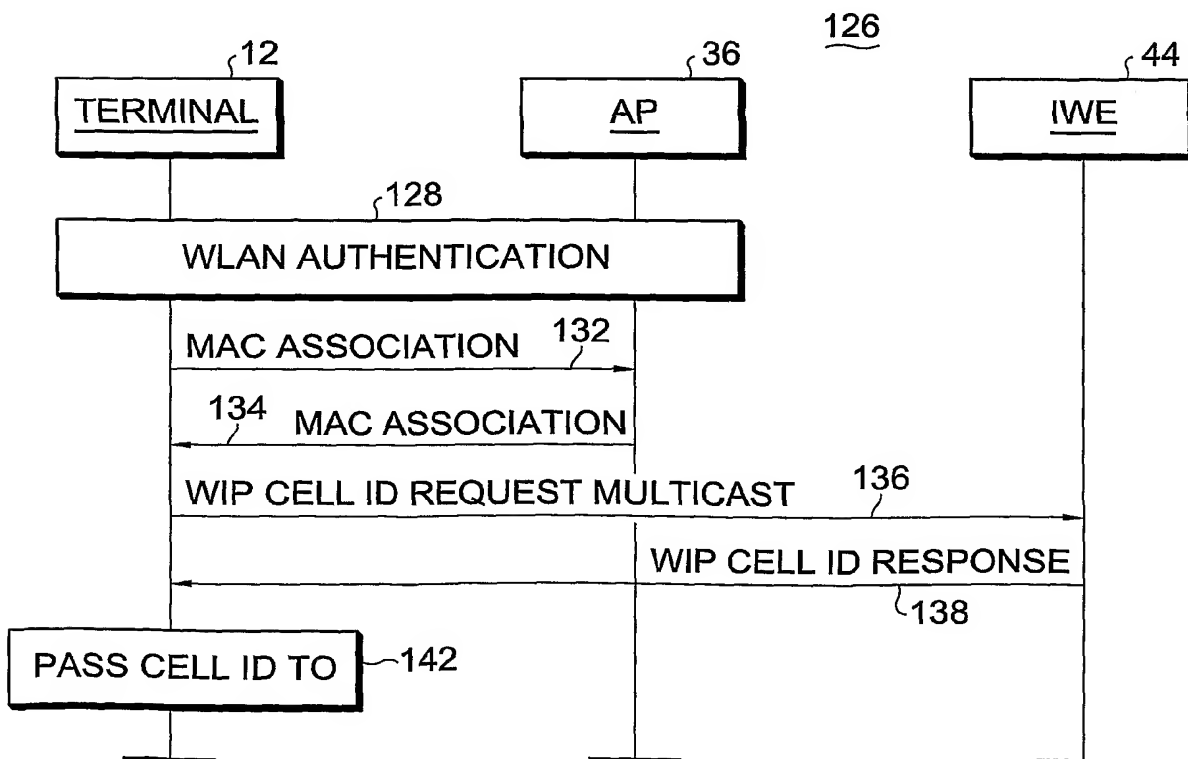 126
12
36
44
TERMINAL
AP
IWE
128
WLAN AUTHENTICATION
MAC ASSOCIATION 132
134 MAC ASSOCIATION
WIP CELL ID REQUEST MULTICAST 136
WIP CELL ID RESPONSE
138
PASS CELL ID TO 142